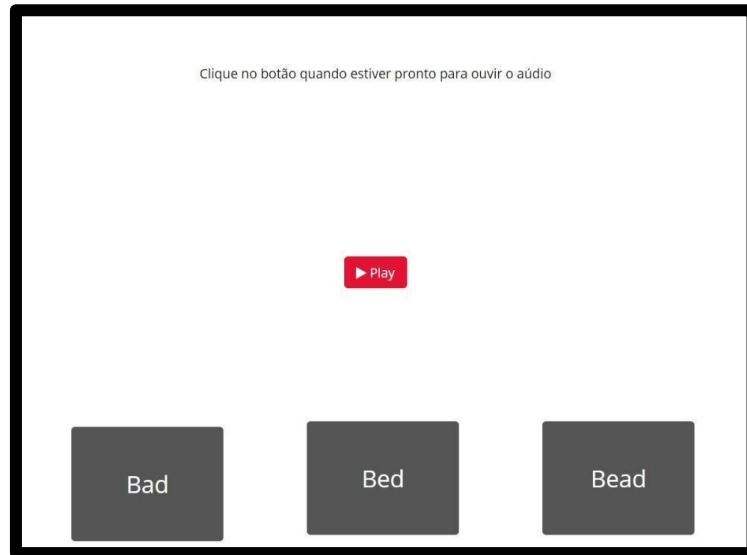 Clique no botão quando estiver pronto para ouvir o aúdio
Play
Bad
Bed
Bead